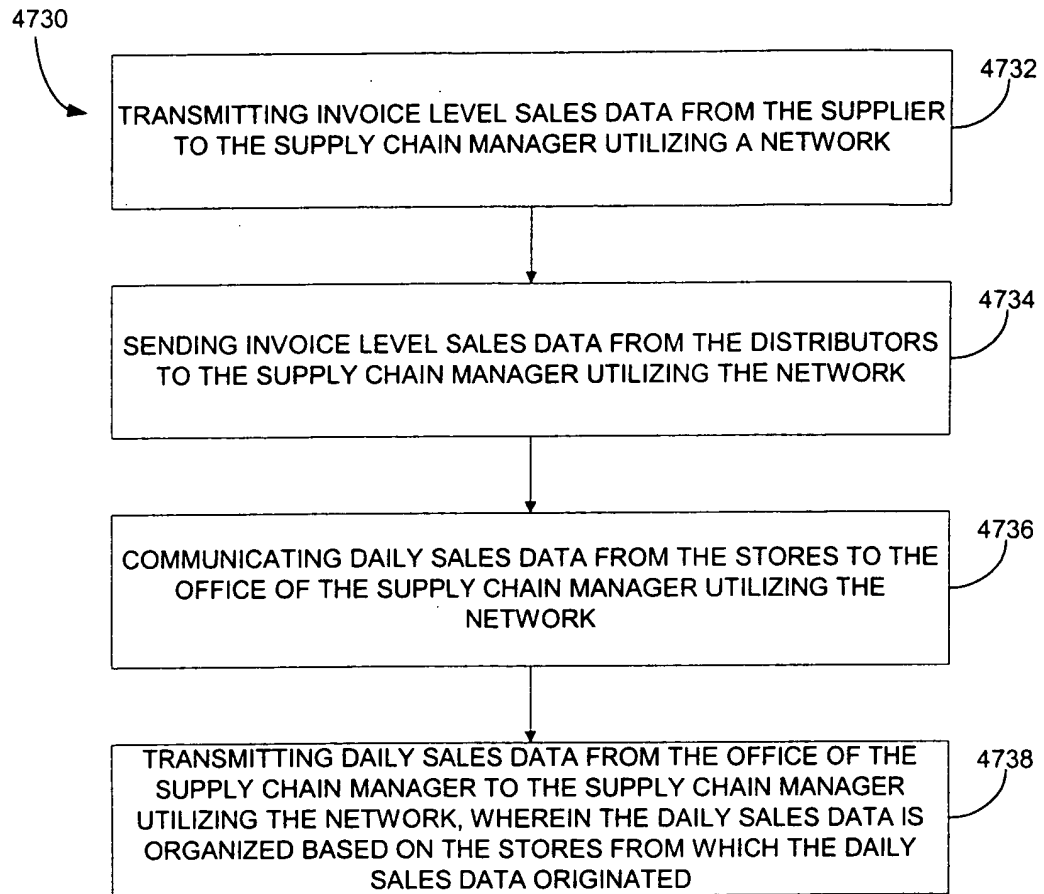 4730
4732
TRANSMITTING INVOICE LEVEL SALES DATA FROM THE SUPPLIER
TO THE SUPPLY CHAIN MANAGER UTILIZING A NETWORK
4734
SENDING INVOICE LEVEL SALES DATA FROM THE DISTRIBUTORS
TO THE SUPPLY CHAIN MANAGER UTILIZING THE NETWORK
4736
COMMUNICATING DAILY SALES DATA FROM THE STORES TO THE
OFFICE OF THE SUPPLY CHAIN MANAGER UTILIZING THE
NETWORK
4738
TRANSMITTING DAILY SALES DATA FROM THE OFFICE OF THE
SUPPLY CHAIN MANAGER TO THE SUPPLY CHAIN MANAGER
UTILIZING THE NETWORK, WHEREIN THE DAILY SALES DATA IS
ORGANIZED BASED ON THE STORES FROM WHICH THE DAILY
SALES DATA ORIGINATED